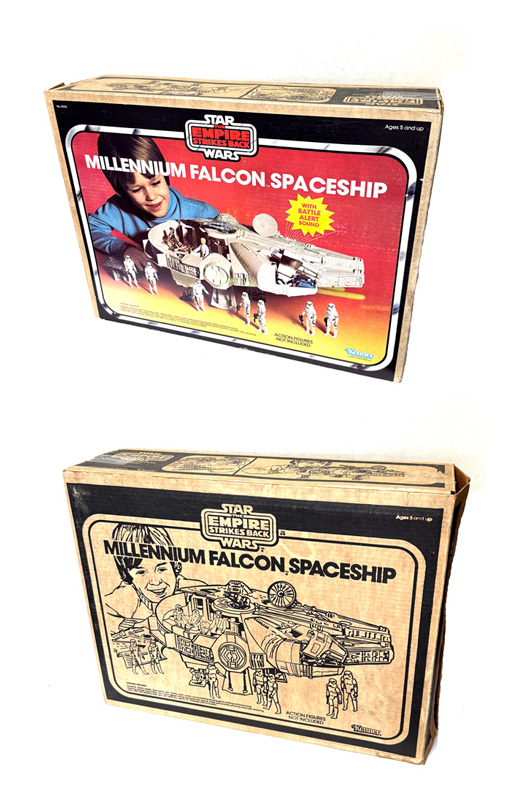 Ages 5 and up
STAR
THE
EMPIRE
STRIKES BACK
WARS
MILLENNIUM FALCON SPACESHIP
WITH
BATTLE
ALERT
SOUND
ACTION FIGURES
NOT INCLUDED
Kenner
Ages 5 and up
STAR
THE
EMPIRE
STRIKES BACK
WARS
MILLENNIUM FALCON SPACESHIP
ACTION FIGURES
NOT INCLUDED
Kenner